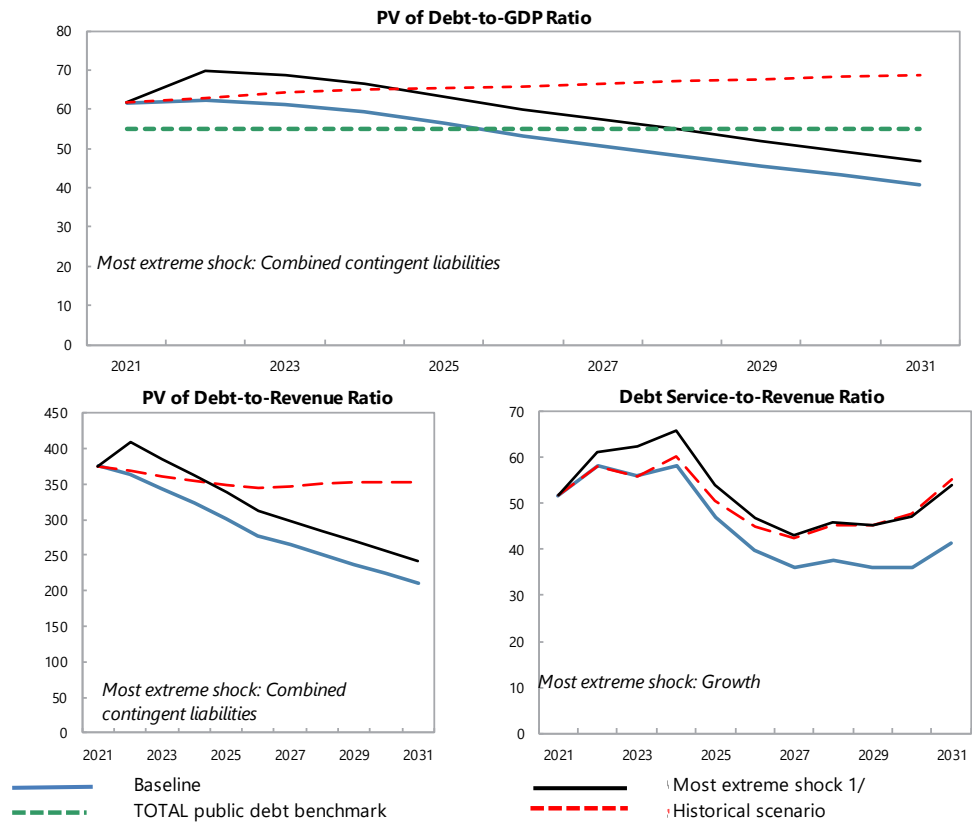 PV of Debt-to-GDP Ratio
80
70
60
50
40
30
20
10
0
Most extreme shock: Combined contingent liabilities
2021 2023 2025 2027 2029 2031
PV of Debt-to-Revenue Ratio
450
400
350
300
250
200
150
100
50
0
Most extreme shock: Combined
contingent liabilities
2021 2023 2025 2027 2029 2031
Debt Service-to-Revenue Ratio
70
60
50
40
30
20
10
0
Most extreme shock: Growth
2021 2023 2025 2027 2029 2031
Baseline
Most extreme shock 1/
TOTAL public debt benchmark
Historical scenario